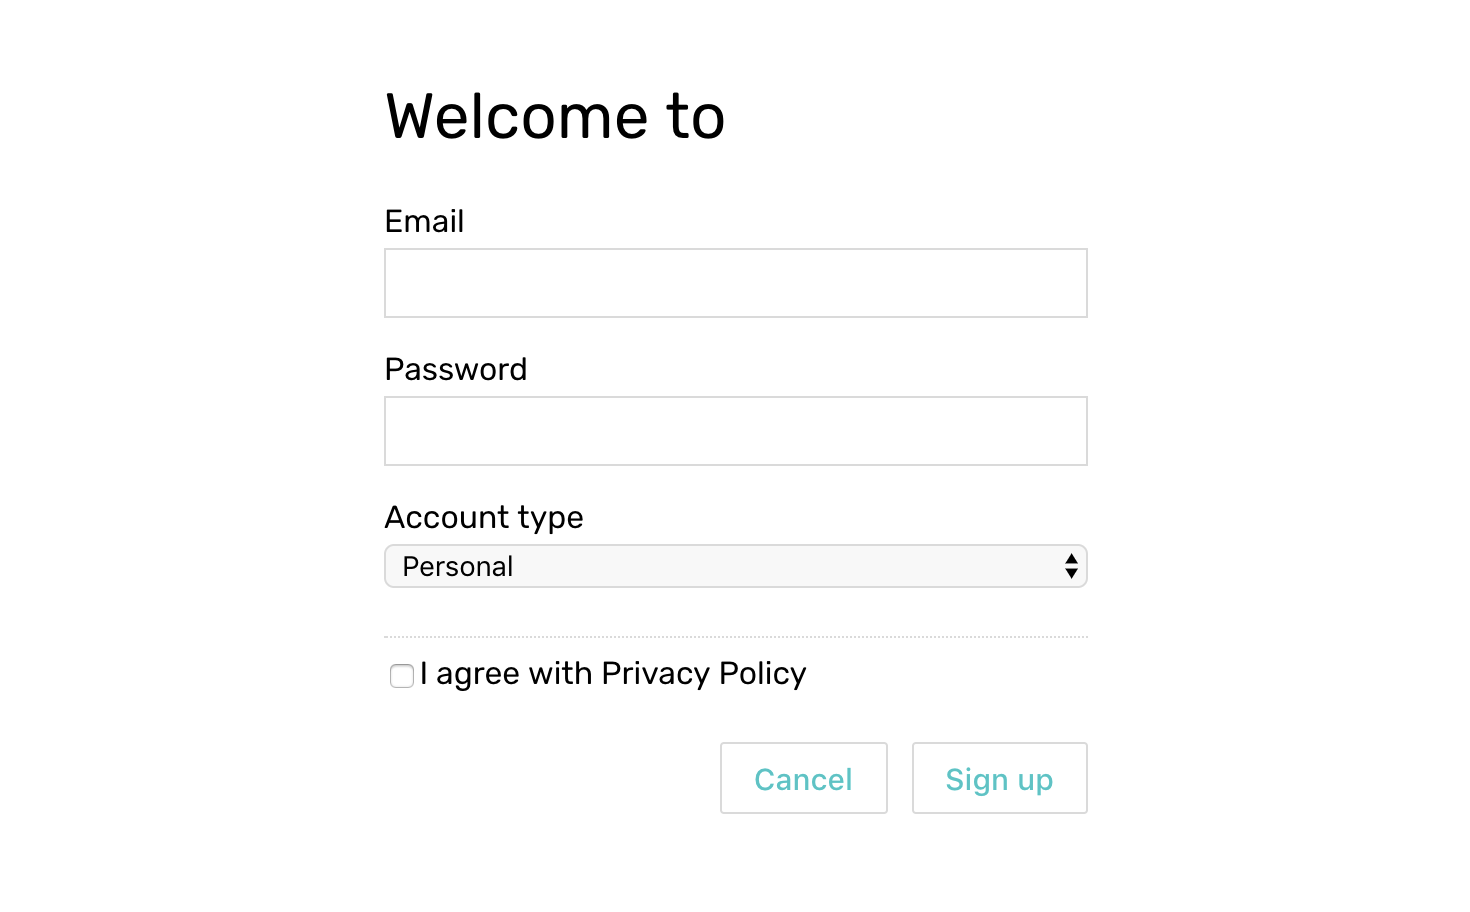 Welcome to
Email
Password
Account type
Personal
I agree with Privacy Policy
Cancel
Sign up